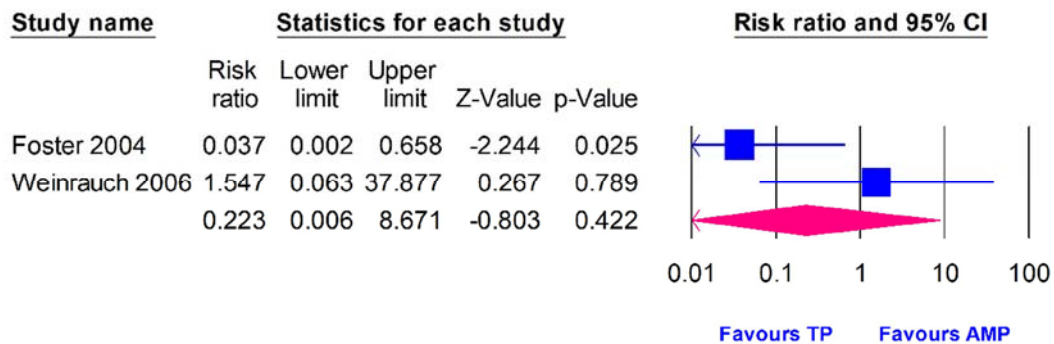 Study name Statistics for each study Risk ratio and 95% CI
Risk Lower Upper
ratio limit limit Z-Value p-Value
Foster 2004 0.037 0.002 0.658 -2.244 0.025
Weinrauch 2006 1.547 0.063 37.877 0.267 0.789
0.223 0.006 8.671 -0.803 0.422
0.01 0.1 1 10 100
Favours TP Favours AMP